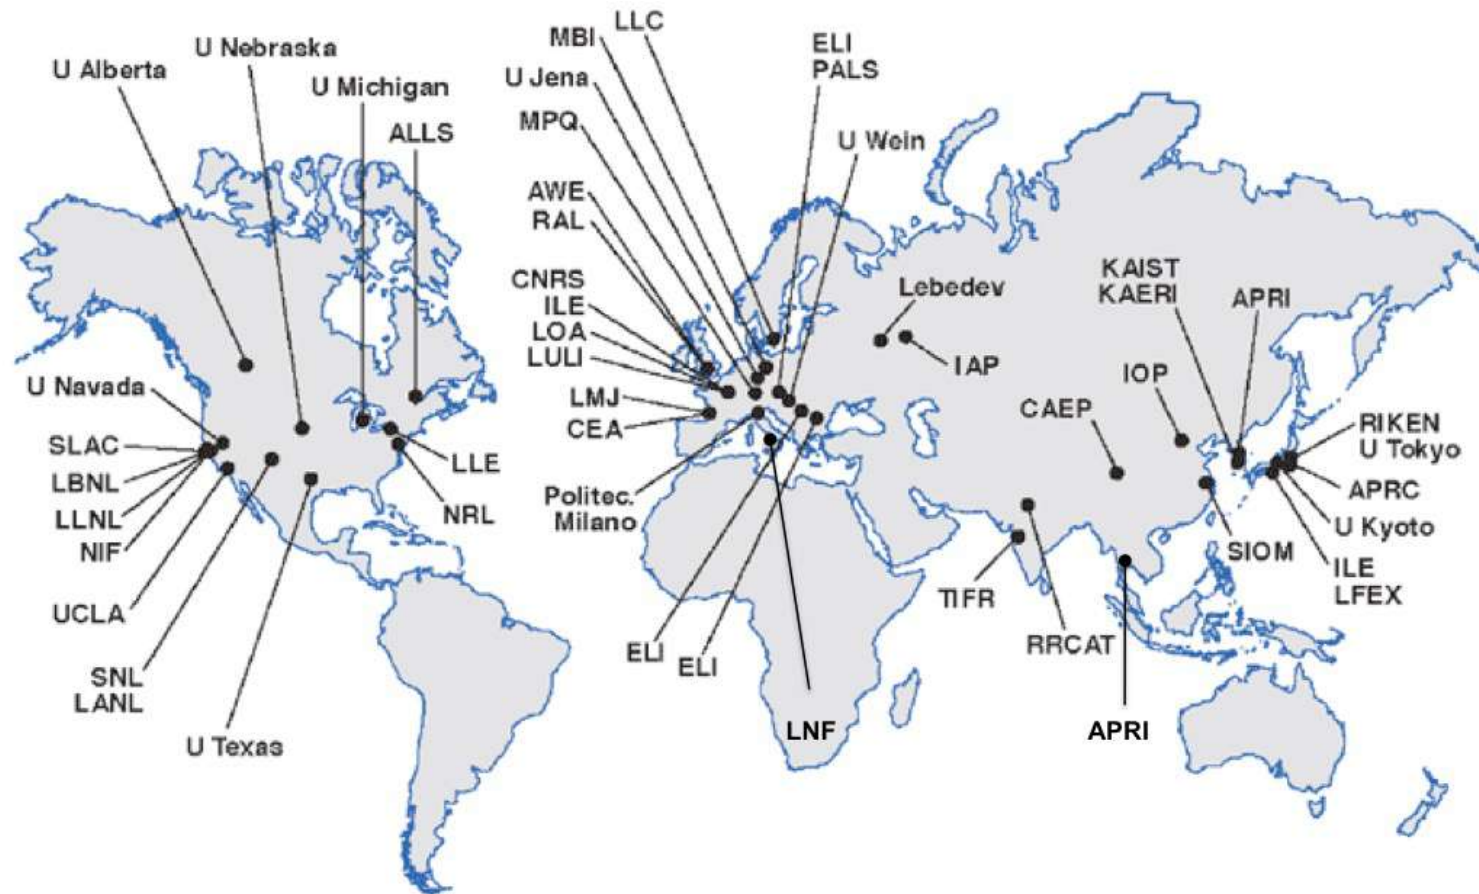 U Alberta
U Nebraska
U Michigan
ALLS
U Navada
SLAC
LBNL
LLNL
NIF
UCLA
SNL
LANL
U Texas
LLE
NRL
LLC
MBI
U Jena
MPQ
AWE
RAL
CNRS
ILE
LOA
LULI
LMJ
CEA
Politec.
Milano
ELI
ELI
LNF
ELI
PALS
U Wein
Lebedev
IAP
KAIST
KAERI
APRI
IOP
CAEP
RIKEN
U Tokyo
APRC
U Kyoto
ILE
LFEX
SIOM
TIFR
RRCAT
APRI